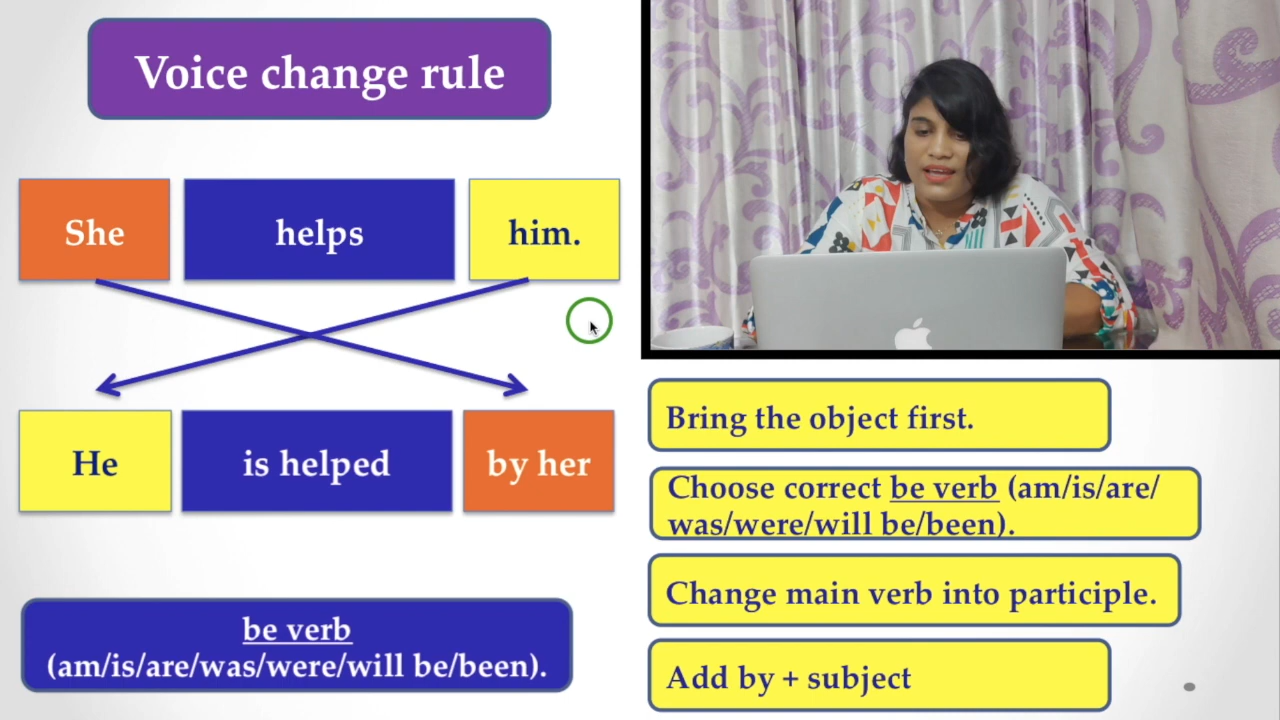 Voice change rule
She helps him.
He is helped by her
be verb
(am/is/are/was/were/will be/been).
Bring the object first.
Choose correct be verb (am/is/are/
was/were/will be/been).
Change main verb into participle.
Add by + subject